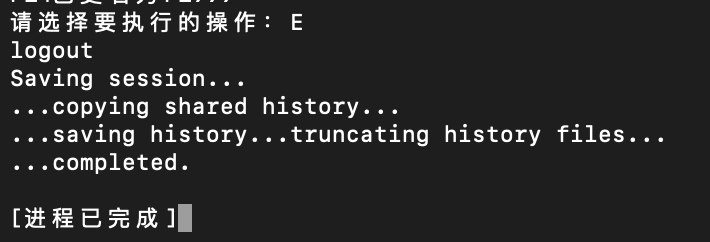 请选择要执行的操作: E
logout
Saving session...
...copying shared history...
...saving history...truncating history files...
...completed.
[进程已完成]